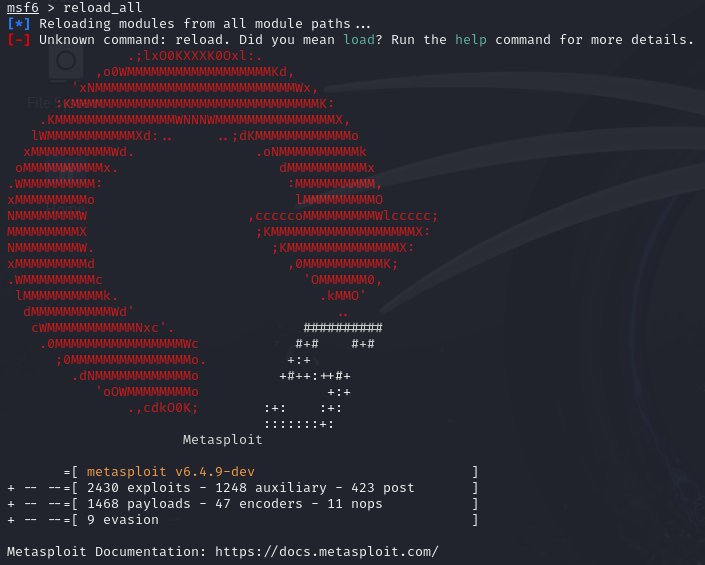 msf6 > reload_all
[*] Reloading modules from all module paths...
[-] Unknown command: reload. Did you mean load? Run the help command for more details.
               .;lxO0KXXXK0Oxl:.
           ,o0WMMMMMMMMMMMMMMMMMMKd,
        'xNMMMMMMMMMMMMMMMMMMMMMMMMMWx,
      :KMMMMMMMMMMMMMMMMMMMMMMMMMMMMMMMK:
    .KMMMMMMMMMMMMMMMWNNNWMMMMMMMMMMMMMMMX,
   lWMMMMMMMMMMMXd:..     ..;dKMMMMMMMMMMMMo
  xMMMMMMMMMMWd.               .oNMMMMMMMMMMk
 oMMMMMMMMMMx.                    dMMMMMMMMMMx
.WMMMMMMMMM:                       :MMMMMMMMMM,
xMMMMMMMMMo                         lMMMMMMMMMO
NMMMMMMMMW                    ,cccccoMMMMMMMMMWlccccc;
MMMMMMMMMX                     ;KMMMMMMMMMMMMMMMMMMX:
NMMMMMMMMW.                      ;KMMMMMMMMMMMMMMX:
xMMMMMMMMMd                        ,0MMMMMMMMMMK;
.WMMMMMMMMMc                         'OMMMMMM0,
 lMMMMMMMMMMk.                         .kMMO'
  dMMMMMMMMMMWd'                         ..
   cWMMMMMMMMMMMNxc'.                ##########
    .0MMMMMMMMMMMMMMMMWc            #+#    #+#
      ;0MMMMMMMMMMMMMMMo.          +:+
        .dNMMMMMMMMMMMMo          +#++:++#+
           'oOWMMMMMMMMo                +:+
               .,cdkO0K;        :+:    :+:
                                :::::::+:
                      Metasploit
       =[ metasploit v6.4.9-dev                           ]
+ -- --=[ 2430 exploits - 1248 auxiliary - 423 post       ]
+ -- --=[ 1468 payloads - 47 encoders - 11 nops           ]
+ -- --=[ 9 evasion                                       ]
Metasploit Documentation: https://docs.metasploit.com/